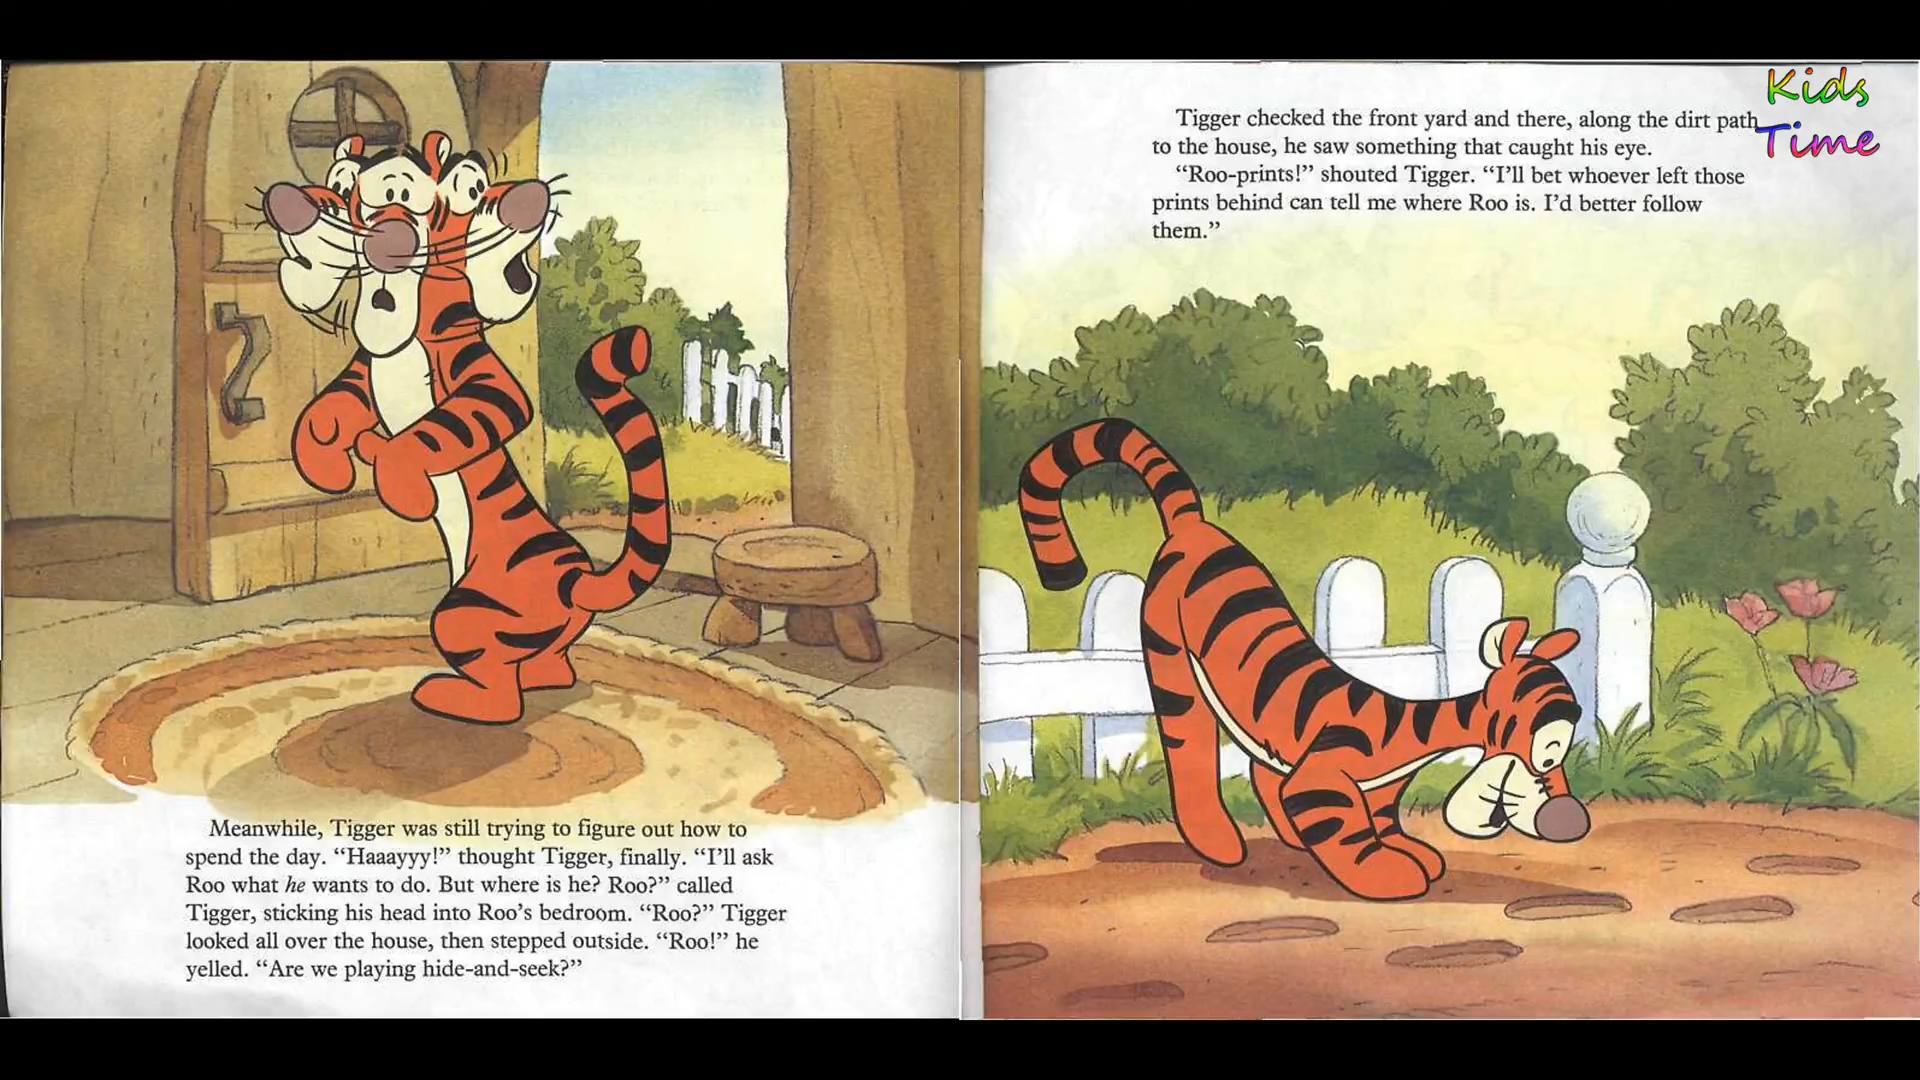 Meanwhile, Tigger was still trying to figure out how to
spend the day. “Haaayyy!” thought Tigger, finally. “I’ll ask
Roo what he wants to do. But where is he? Roo?” called
Tigger, sticking his head into Roo’s bedroom. “Roo?” Tigger
looked all over the house, then stepped outside. “Roo!” he
yelled. “Are we playing hide-and-seek?”
Tigger checked the front yard and there, along the dirt path
to the house, he saw something that caught his eye.
“Roo-prints!” shouted Tigger. “I’ll bet whoever left those
prints behind can tell me where Roo is. I’d better follow
them.”
Kids
Time